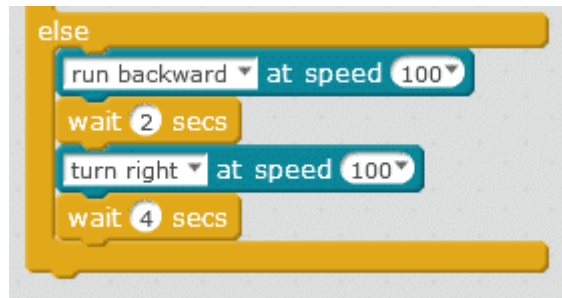 else
run backward at speed 100
wait 2 secs
turn right at speed 100
wait 4 secs